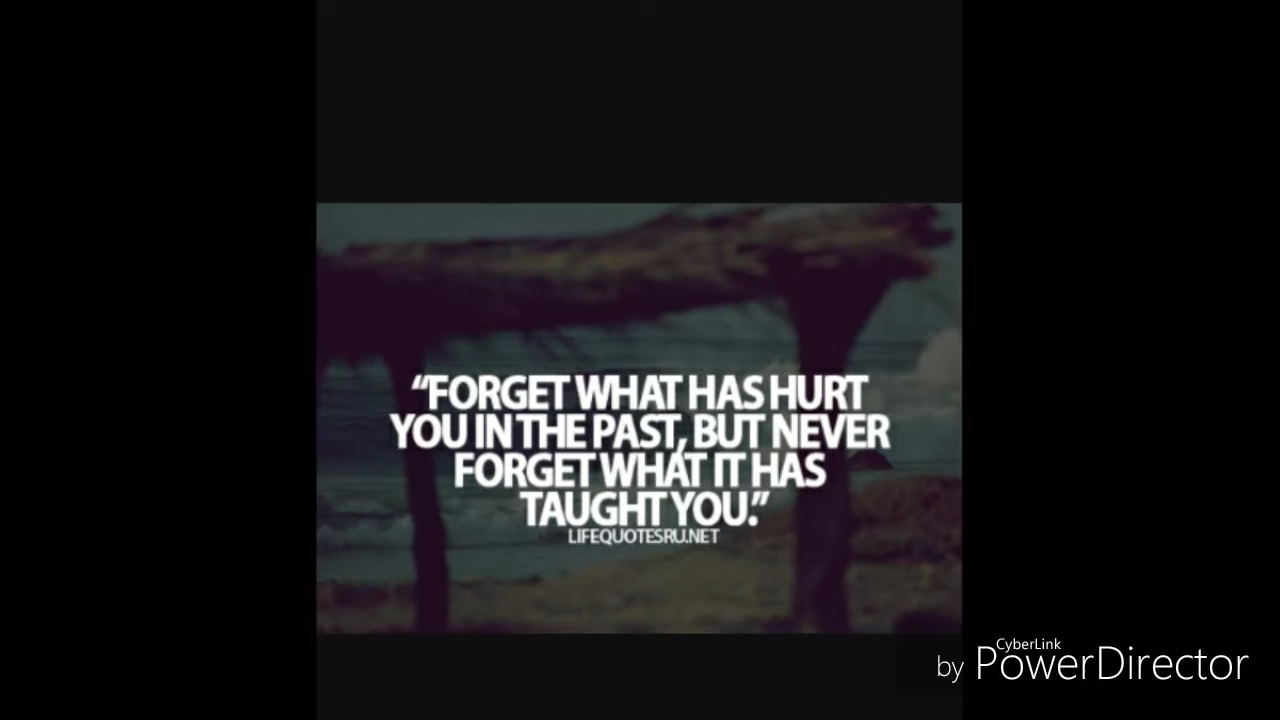 “FORGET WHAT HAS HURT
YOU IN THE PAST, BUT NEVER
FORGET WHAT IT HAS
TAUGHT YOU.”
LIFEQUOTESRU.NET
CyberLink
by PowerDirector